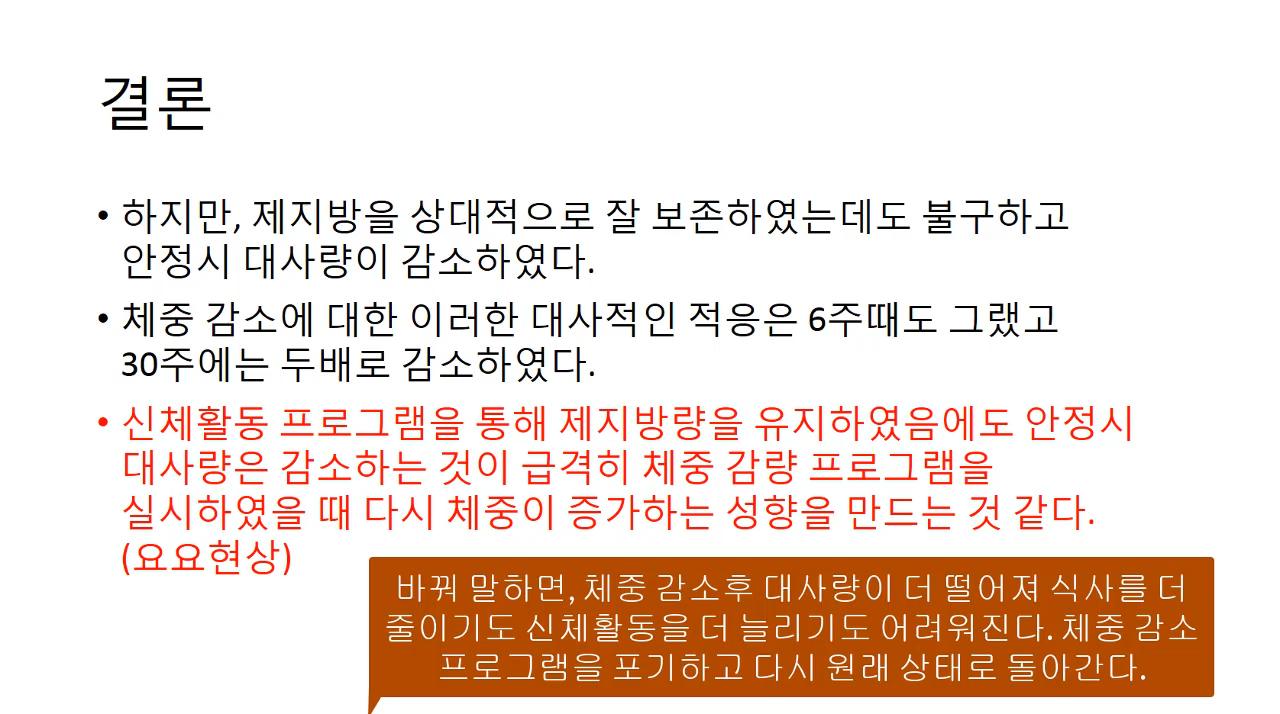 결론
• 하지만, 제지방을 상대적으로 잘 보존하였는데도 불구하고
안정시 대사량이 감소하였다.
• 체중 감소에 대한 이러한 대사적인 적응은 6주때도 그랬고
30주에는 두배로 감소하였다.
• 신체활동 프로그램을 통해 제지방량을 유지하였음에도 안정시
대사량은 감소하는 것이 급격히 체중 감량 프로그램을
실시하였을 때 다시 체중이 증가하는 성향을 만드는 것 같다.
(요요현상)
바꿔 말하면, 체중 감소후 대사량이 더 떨어져 식사를 더
줄이기도 신체활동을 더 늘리기도 어려워진다. 체중 감소
프로그램을 포기하고 다시 원래 상태로 돌아간다.